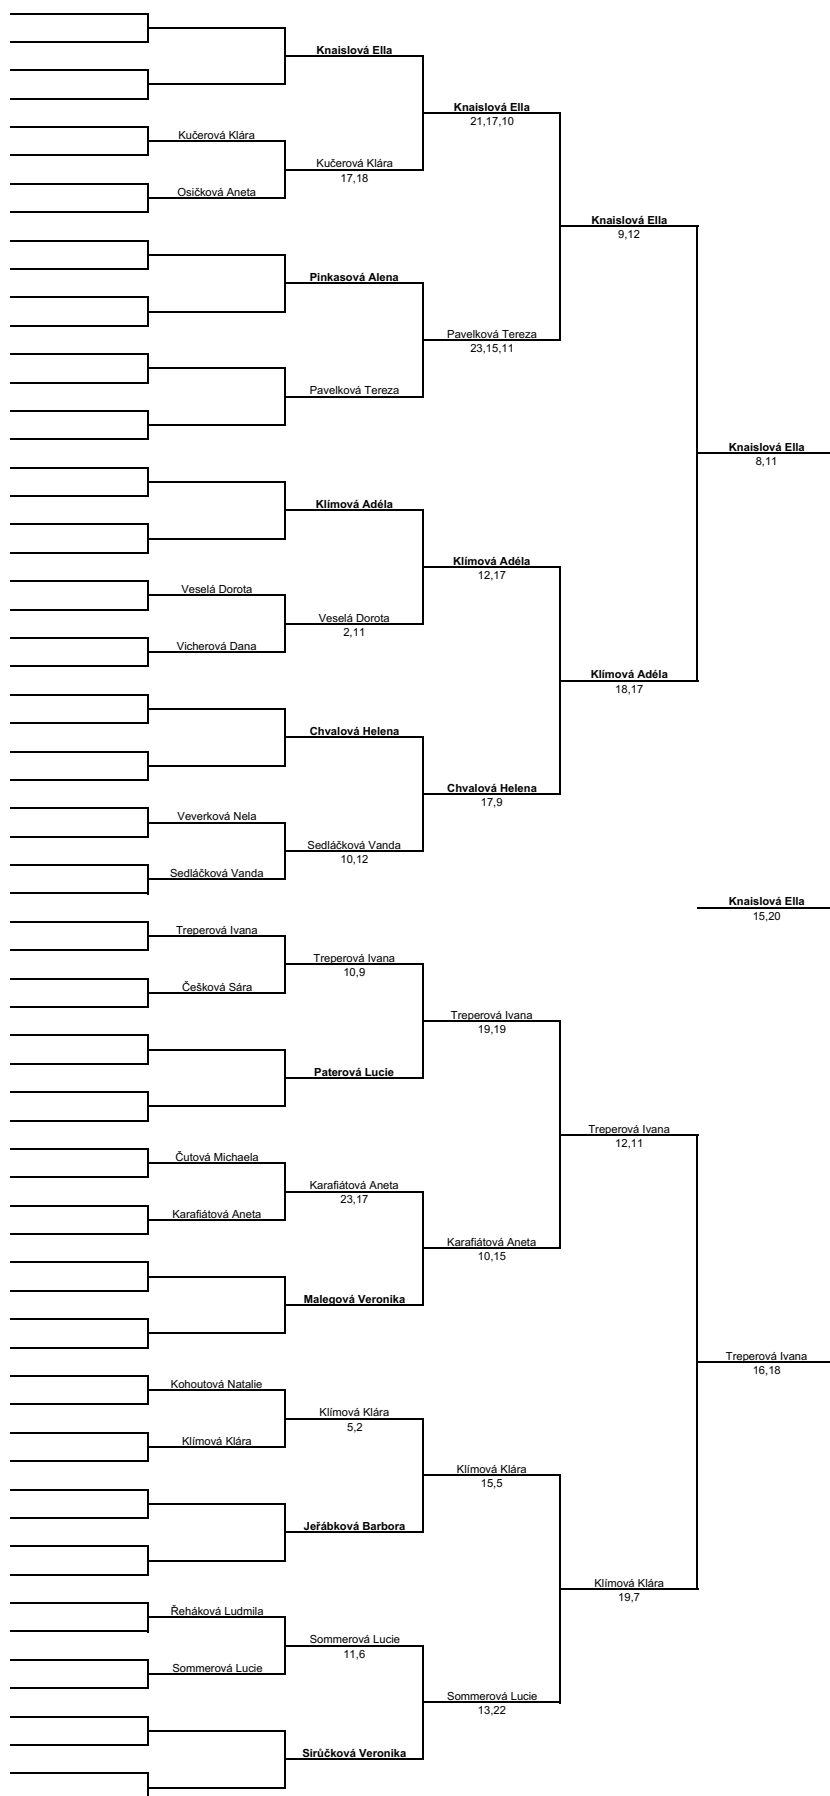 Knaislová Ella
Knaislová Ella
21,17,10
Kučerová Klára
Kučerová Klára
17,18
Osičková Aneta
Knaislová Ella
9,12
Pinkasová Alena
Pavelková Tereza
23,15,11
Pavelková Tereza
Knaislová Ella
8,11
Klímová Adéla
Klímová Adéla
12,17
Veselá Dorota
Veselá Dorota
2,11
Vicherová Dana
Klímová Adéla
18,17
Chvalová Helena
Chvalová Helena
17,9
Veverková Nela
Sedláčková Vanda
10,12
Sedláčková Vanda
Knaislová Ella
15,20
Treperová Ivana
Treperová Ivana
10,9
Češková Sára
Treperová Ivana
19,19
Paterová Lucie
Treperová Ivana
12,11
Čutová Michaela
Karafiátová Aneta
23,17
Karafiátová Aneta
Karafiátová Aneta
10,15
Malegová Veronika
Treperová Ivana
16,18
Kohoutová Natalie
Klímová Klára
5,2
Klímová Klára
Klímová Klára
15,5
Jeřábková Barbora
Klímová Klára
19,7
Řeháková Ludmila
Sommerová Lucie
11,6
Sommerová Lucie
Sommerová Lucie
13,22
Sirůčková Veronika